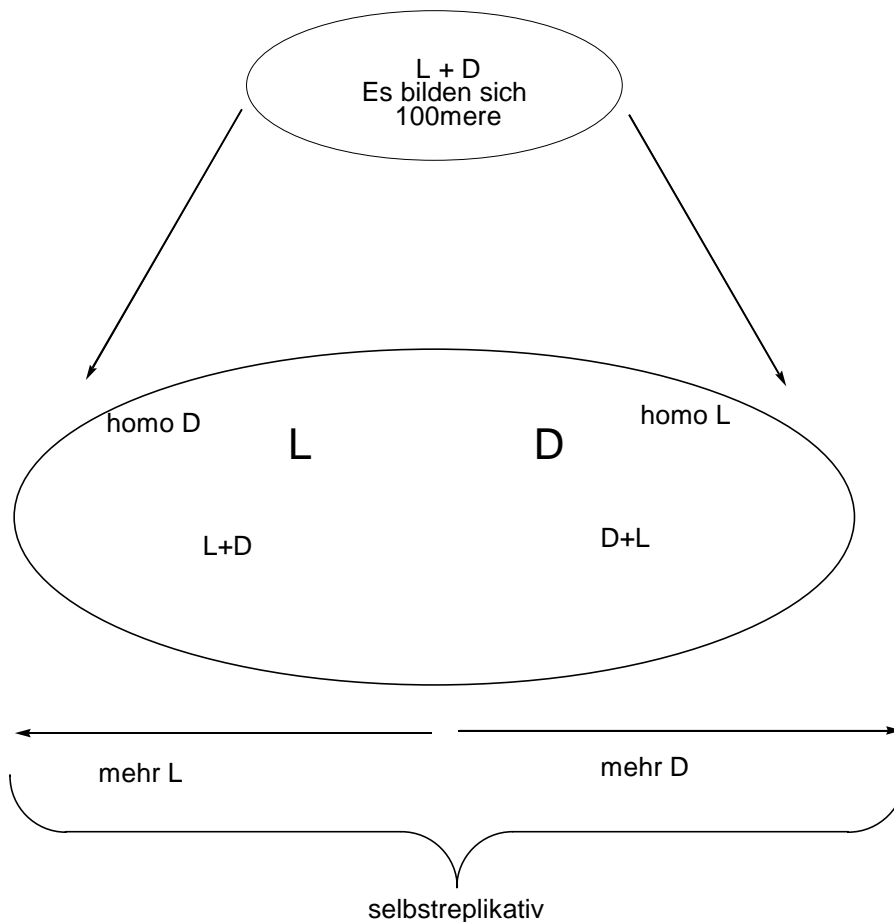 L + D
Es bilden sich
100mere
homo D
homo L
L
D
L+D
D+L
mehr L
mehr D
selbstreplikativ